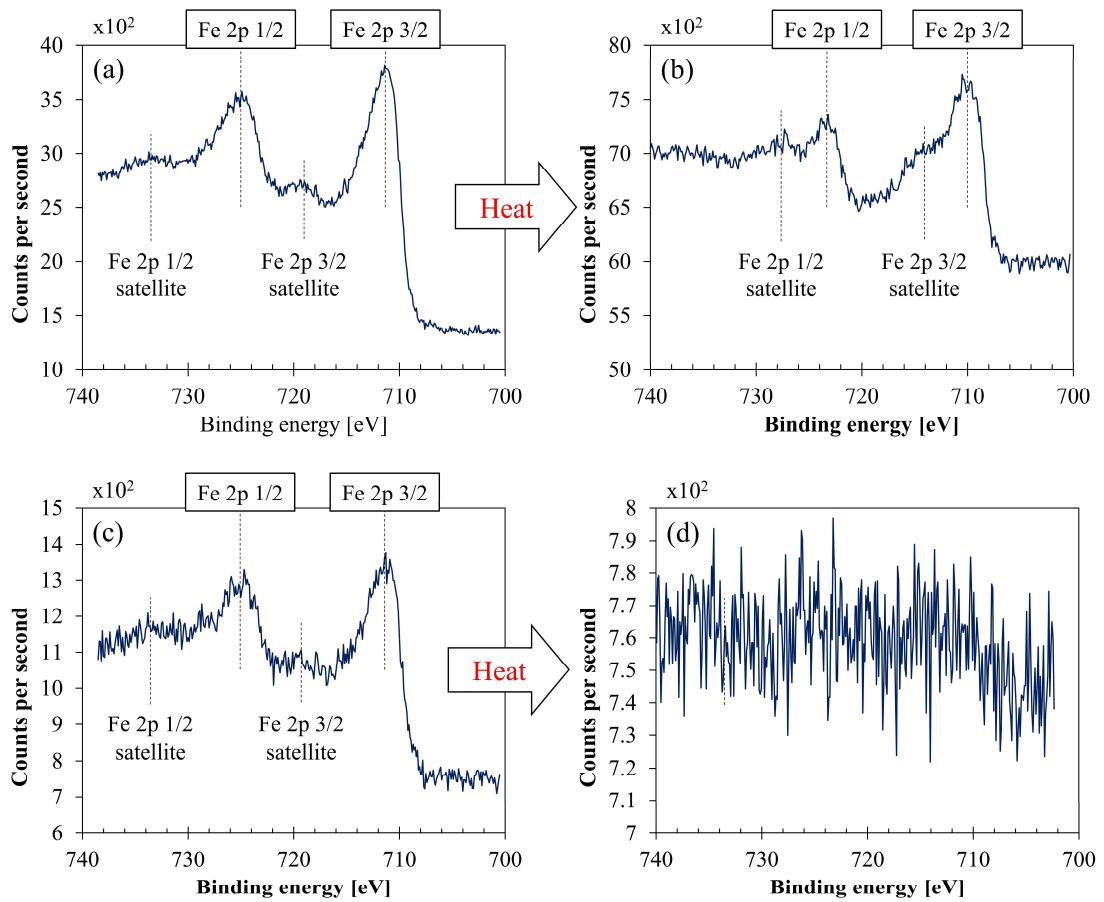 x10²
Fe 2p 1/2
Fe 2p 3/2
(a)
40
30
25
20
15
10
Counts per second
Fe 2p 1/2
satellite
Fe 2p 3/2
satellite
740
730
720
710
700
Binding energy [eV]
Heat
x10²
Fe 2p 1/2
Fe 2p 3/2
(b)
80
70
65
60
55
50
Counts per second
Fe 2p 1/2
satellite
Fe 2p 3/2
satellite
740
730
720
710
700
Binding energy [eV]
x10²
Fe 2p 1/2
Fe 2p 3/2
(c)
15
14
13
12
11
10
9
8
7
6
Counts per second
Fe 2p 1/2
satellite
Fe 2p 3/2
satellite
740
730
720
710
700
Binding energy [eV]
Heat
x10²
(d)
8
7.9
7.8
7.7
7.6
7.5
7.4
7.3
7.2
7.1
7
Counts per second
740
730
720
710
700
Binding energy [eV]